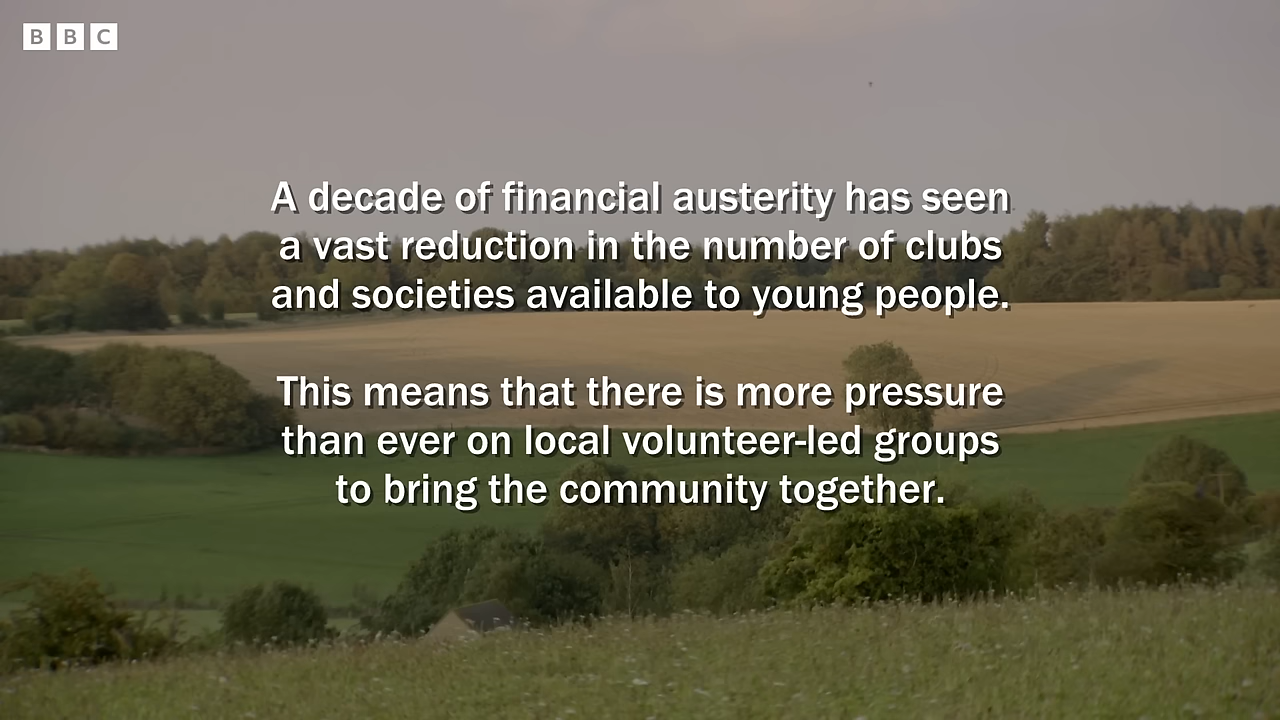 BBC
A decade of financial austerity has seen
a vast reduction in the number of clubs
and societies available to young people.
This means that there is more pressure
than ever on local volunteer-led groups
to bring the community together.